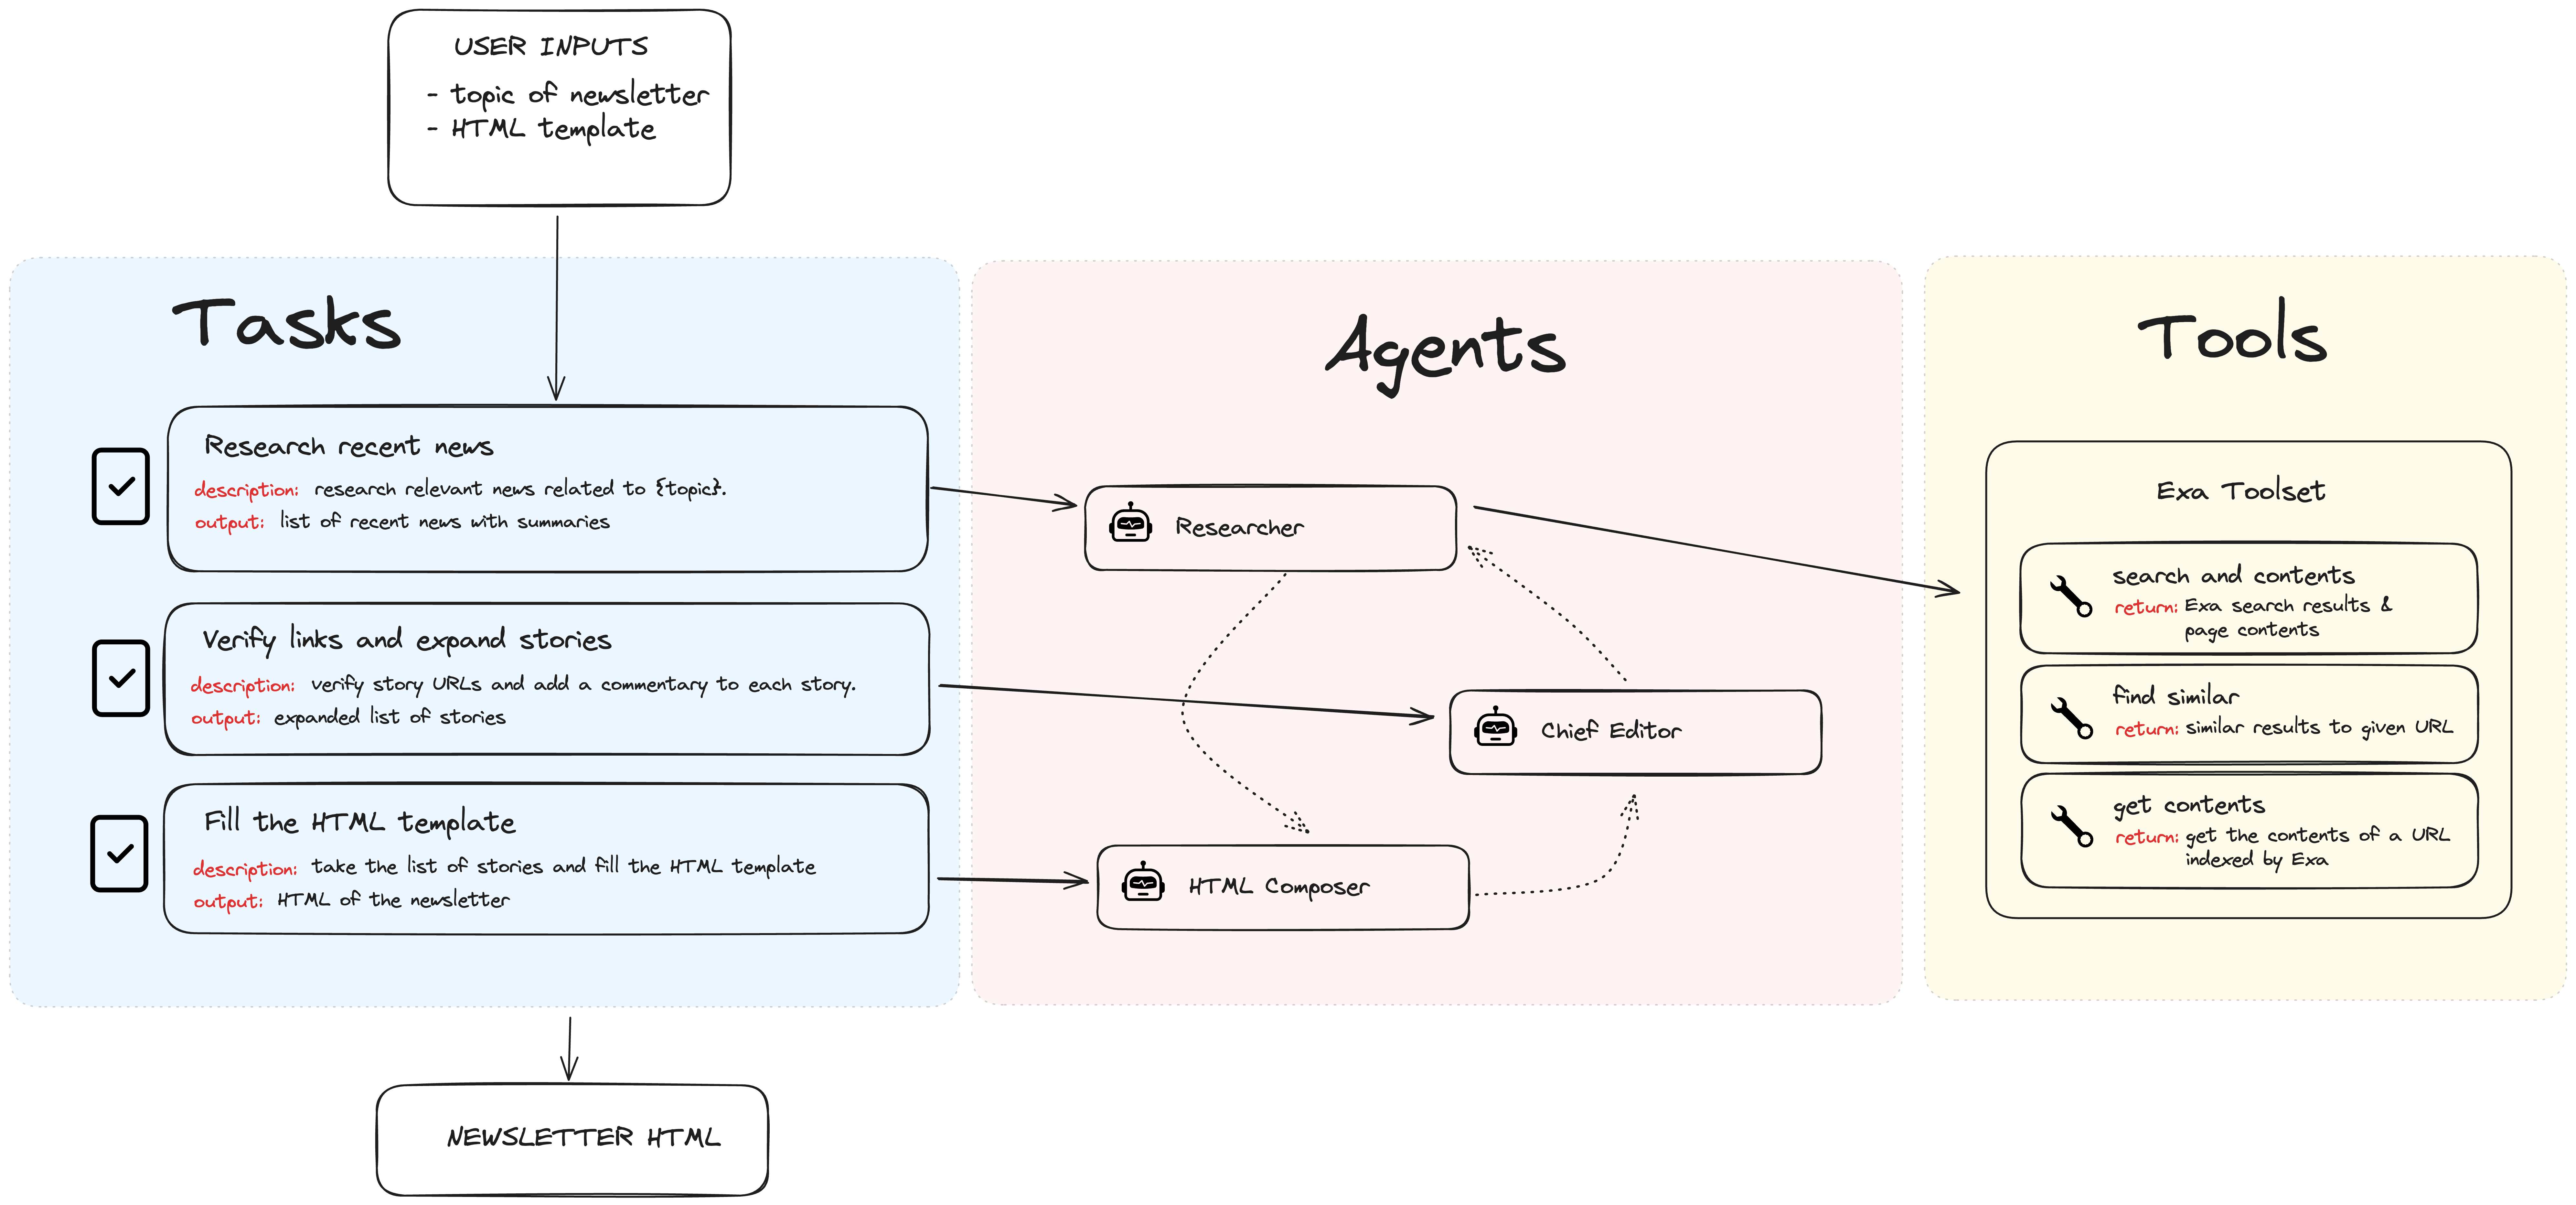 USER INPUTS
- topic of newsletter
- HTML template
Tasks
Research recent news
description: research relevant news related to {topic}.
output: list of recent news with summaries
Verify links and expand stories
description: verify story URLs and add a commentary to each story.
output: expanded list of stories
Fill the HTML template
description: take the list of stories and fill the HTML template
output: HTML of the newsletter
Agents
Researcher
Chief Editor
HTML Composer
Tools
Exa Toolset
search and contents
return: Exa search results &
page contents
find similar
return: similar results to given URL
get contents
return: get the contents of a URL
indexed by Exa
NEWSLETTER HTML